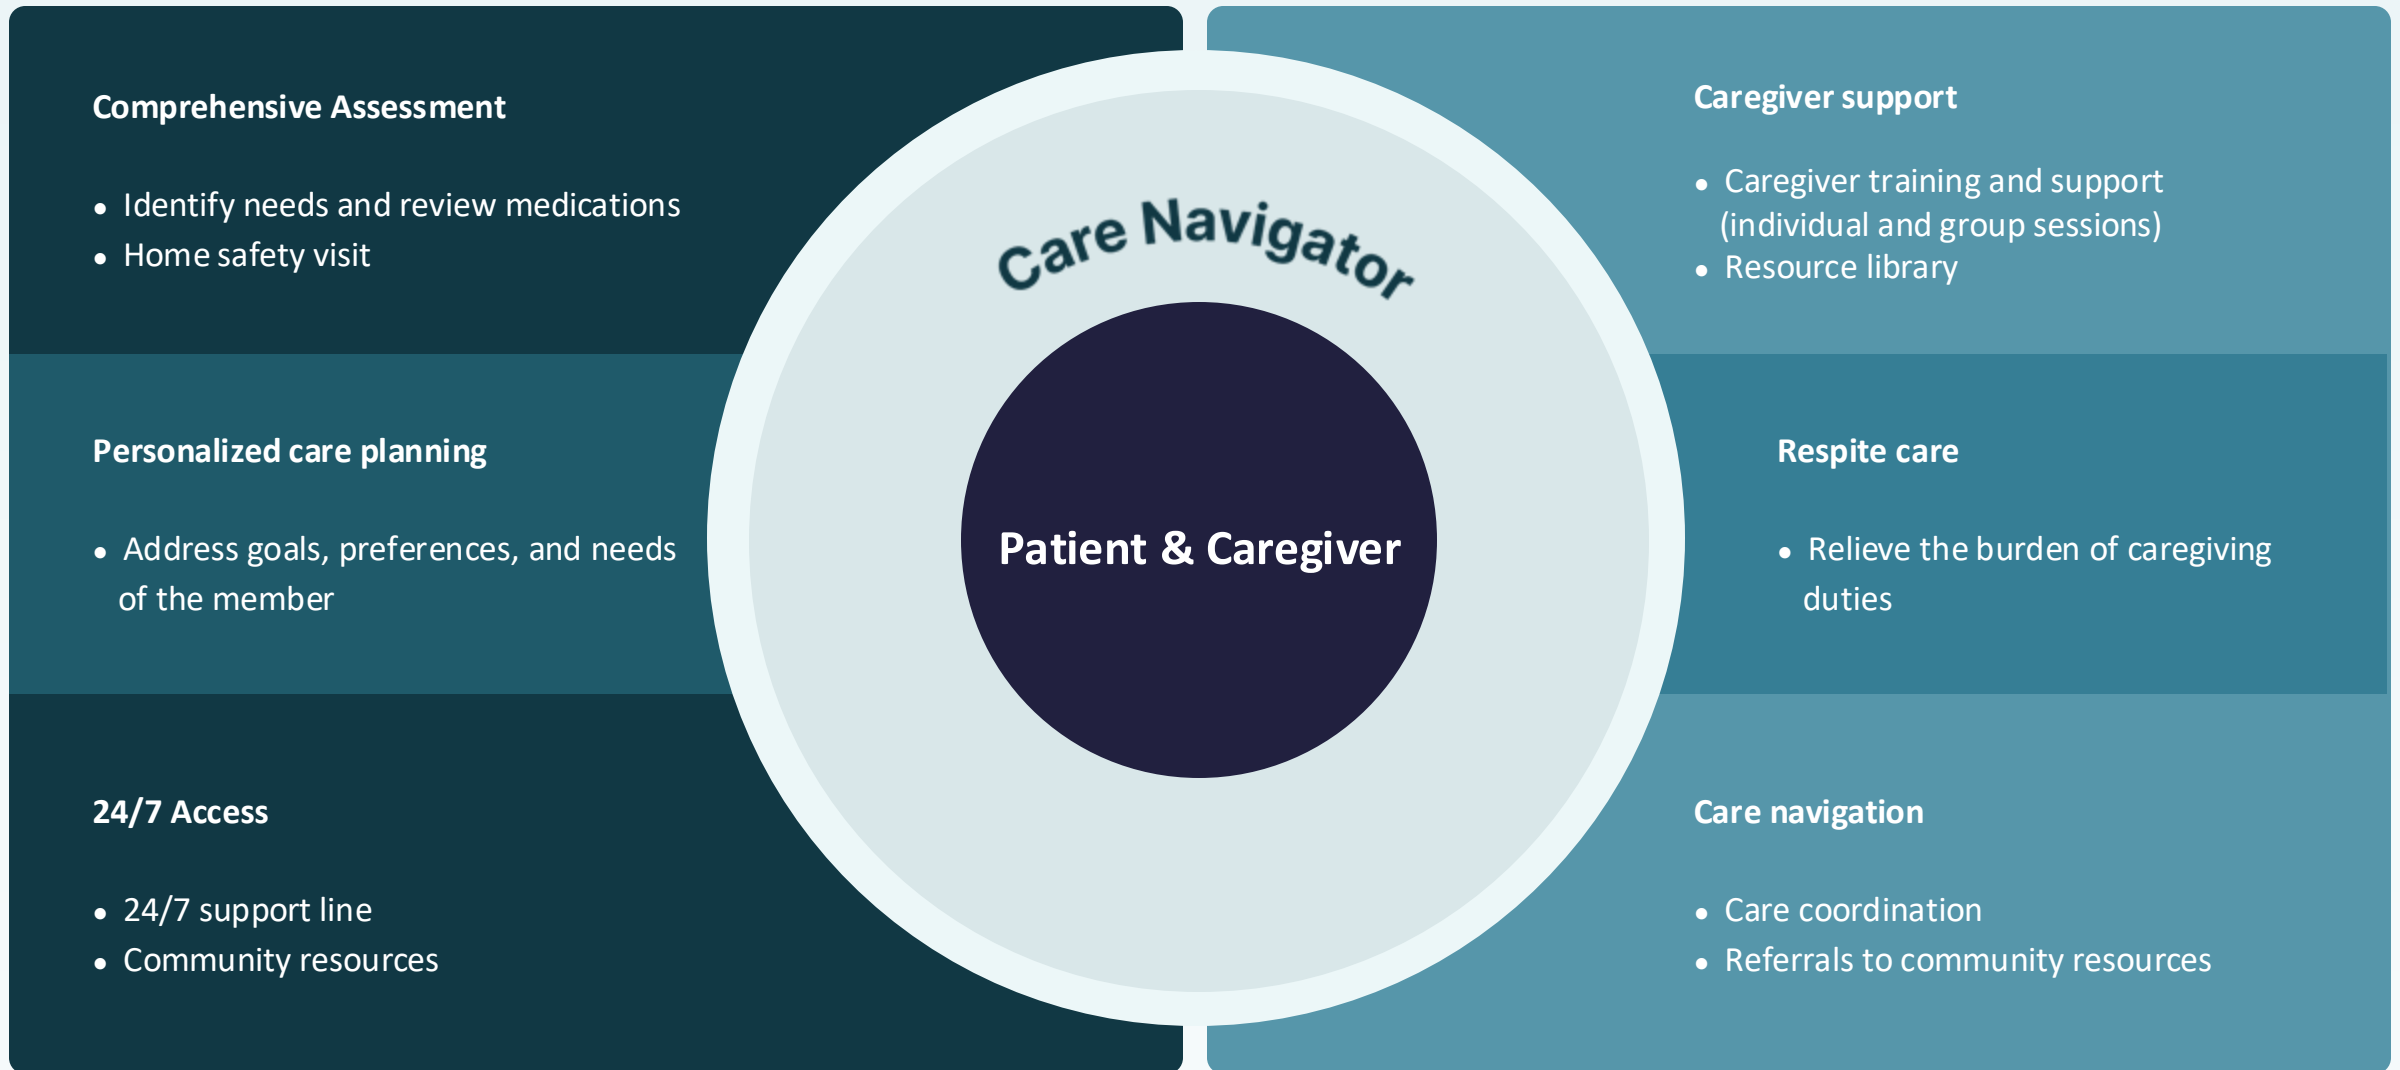 Comprehensive Assessment
• Identify needs and review medications
• Home safety visit
Personalized care planning
• Address goals, preferences, and needs
of the member
24/7 Access
• 24/7 support line
• Community resources
Care Navigator
Patient & Caregiver
Caregiver support
• Caregiver training and support
(individual and group sessions)
• Resource library
Respite care
• Relieve the burden of caregiving
duties
Care navigation
• Care coordination
• Referrals to community resources